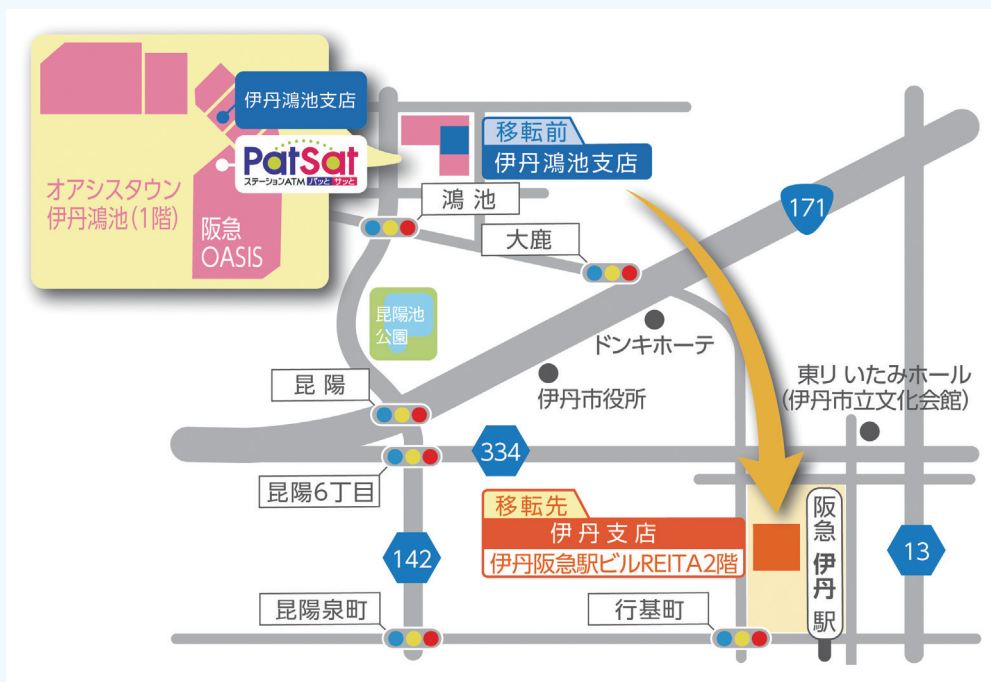 伊丹鴻池支店
PatSat
ステーションATM パッと サッと
オアシスタウン
伊丹鴻池(1階)
阪急
OASIS
移転前
伊丹鴻池支店
鴻池
大鹿
171
昆陽池
公園
ドンキホーテ
伊丹市役所
東リ いたみホール
(伊丹市立文化会館)
昆陽
334
昆陽6丁目
移転先
伊丹支店
伊丹阪急駅ビルREITA2階
阪急 伊丹 駅
142
13
昆陽泉町
行基町